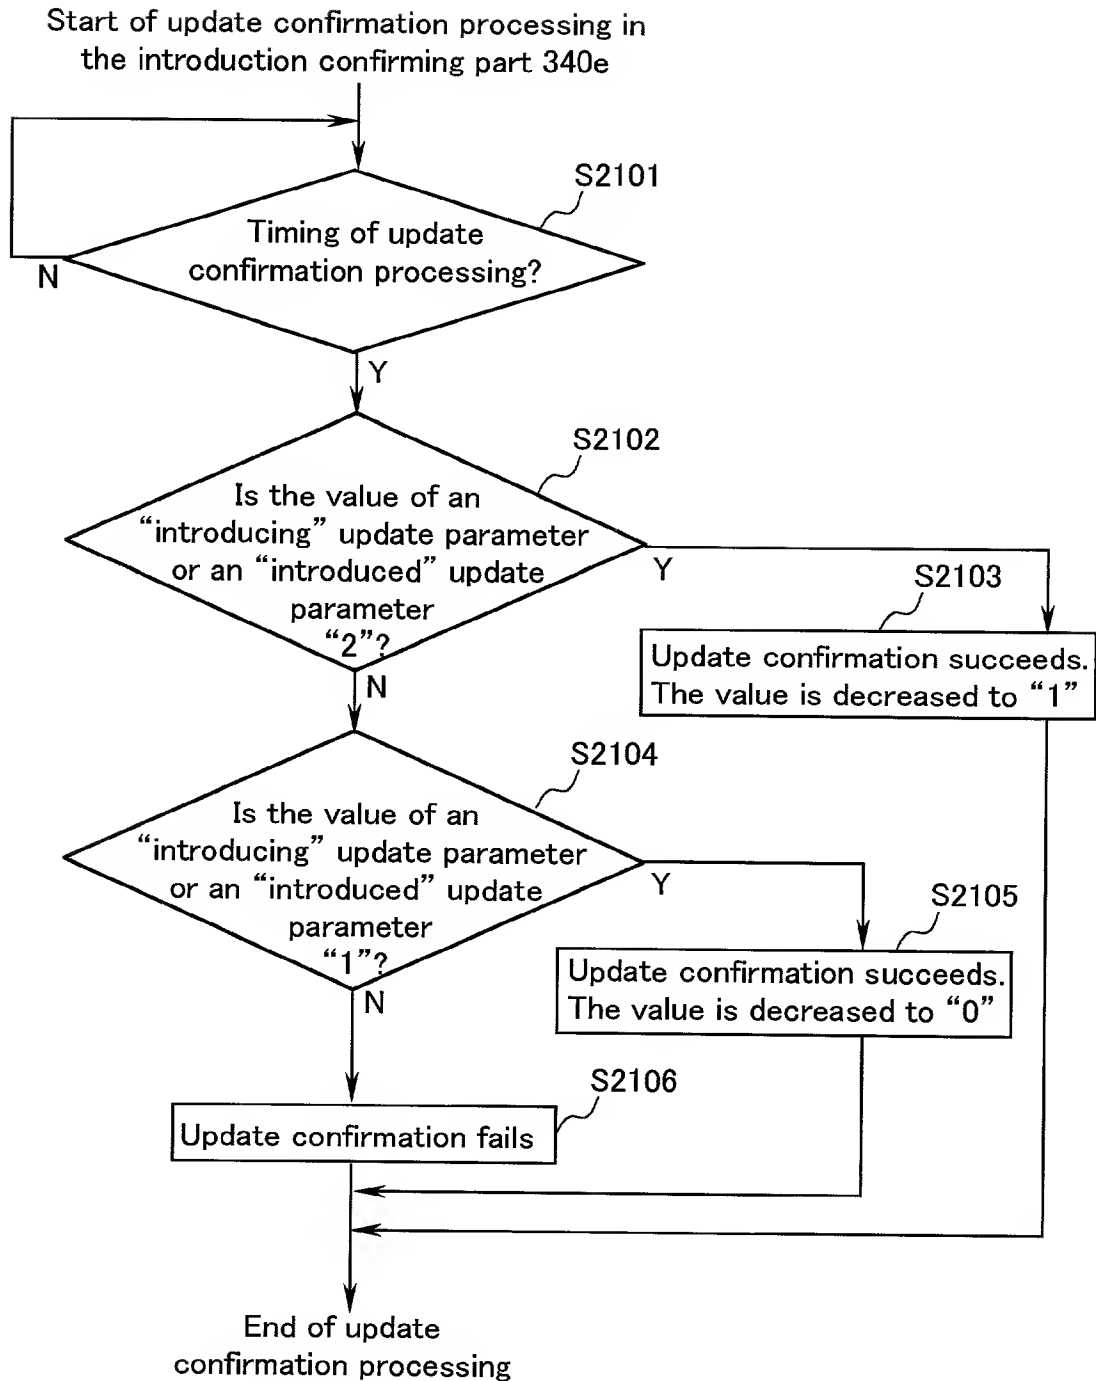 Start of update confirmation processing in
the introduction confirming part 340e
S2101
Timing of update
confirmation processing?
N
Y
S2102
Is the value of an
“introducing” update parameter
or an “introduced” update
parameter
“2”?
Y
S2103
Update confirmation succeeds.
The value is decreased to “1”
N
S2104
Is the value of an
“introducing” update parameter
or an “introduced” update
parameter
“1”?
Y
S2105
Update confirmation succeeds.
The value is decreased to “0”
N
S2106
Update confirmation fails
End of update
confirmation processing